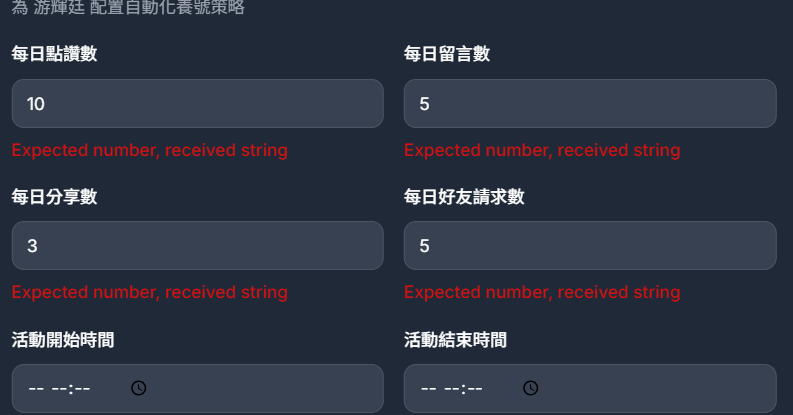 為 游輝廷 配置自動化養號策略
每日點讚數 每日留言數
10 5
Expected number, received string Expected number, received string
每日分享數 每日好友請求數
3 5
Expected number, received string Expected number, received string
活動開始時間 活動結束時間
-- --:-- -- --:--